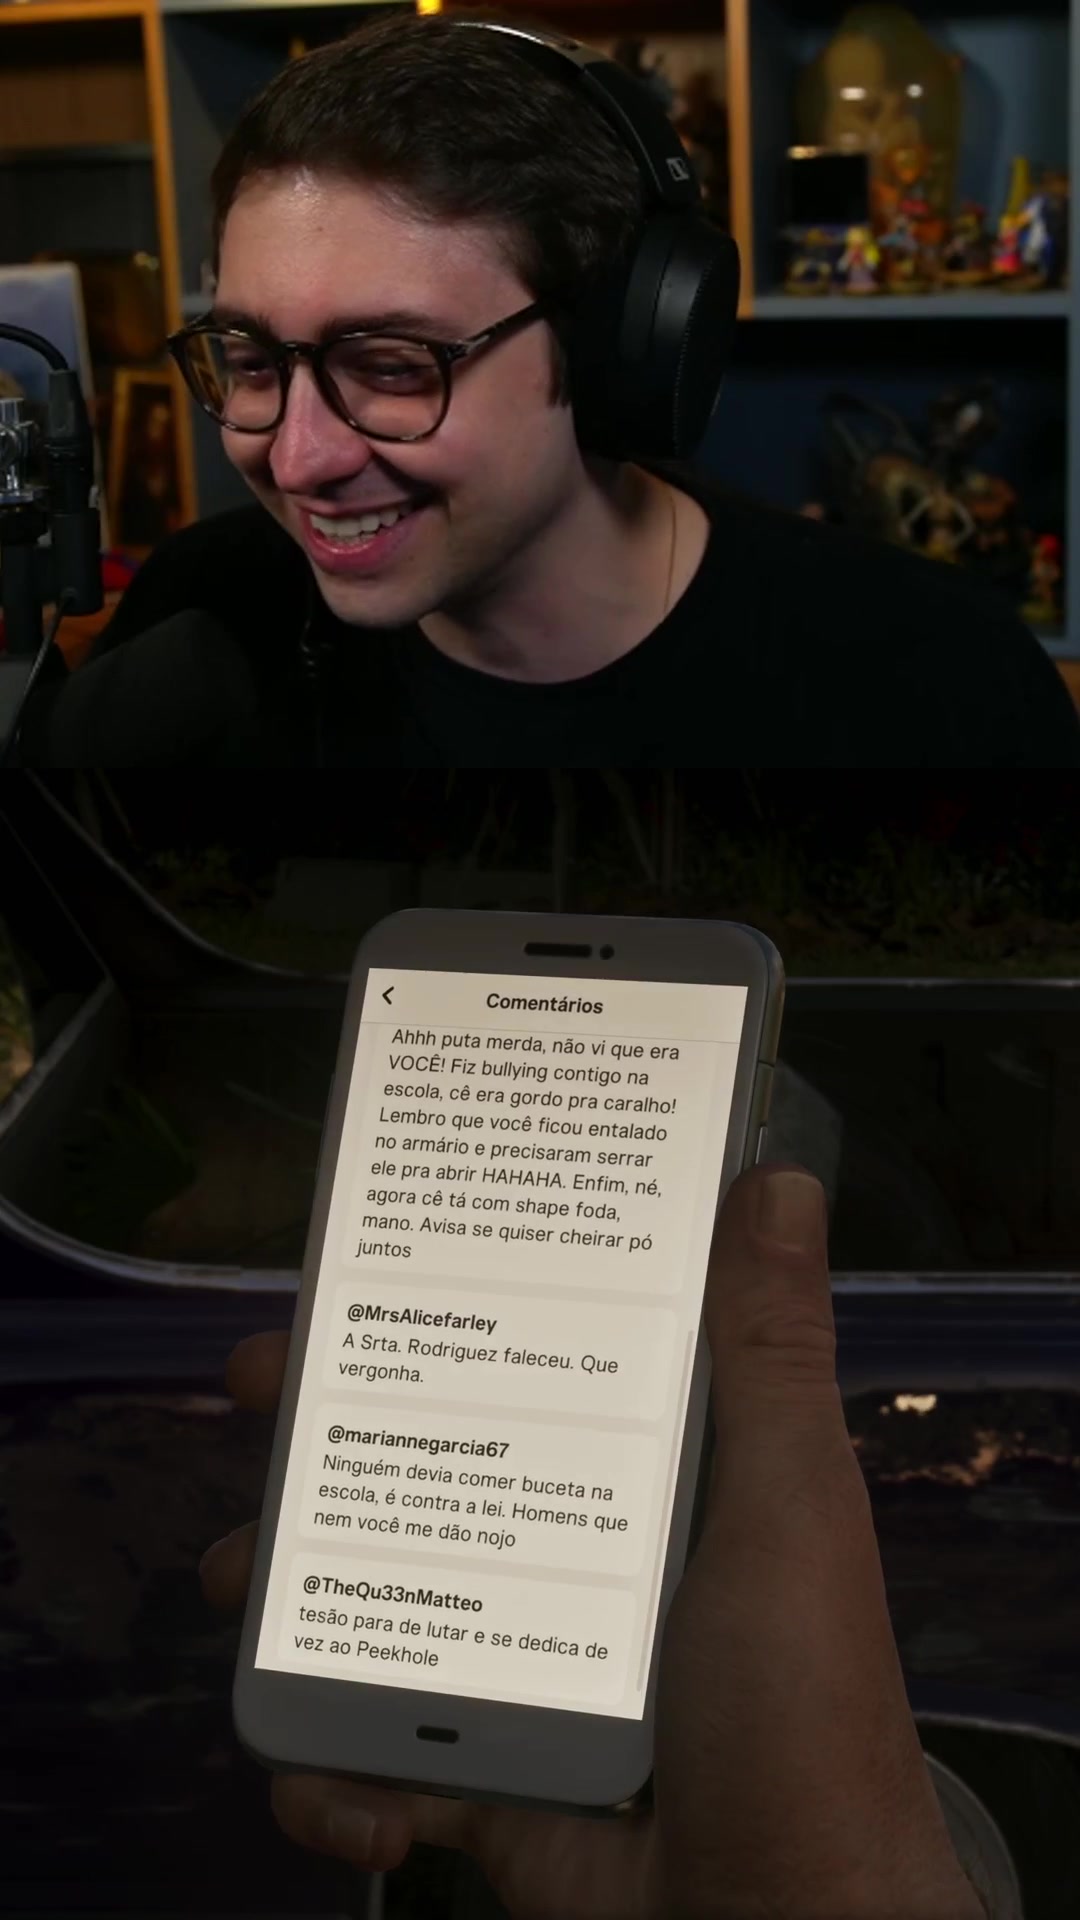 Comentários
Ahhh puta merda, não vi que era
VOCÊ! Fiz bullying contigo na
escola, cê era gordo pra caralho!
Lembro que você ficou entalado
no armário e precisaram serrar
ele pra abrir HAHAHA. Enfim, né,
agora cê tá com shape foda,
mano. Avisa se quiser cheirar pó
juntos
@MrsAlicefarley
A Srta. Rodriguez faleceu. Que
vergonha.
@mariannegarcia67
Ninguém devia comer buceta na
escola, é contra a lei. Homens que
nem você me dão nojo
@TheQu33nMatteo
tesão para de lutar e se dedica de
vez ao Peekhole